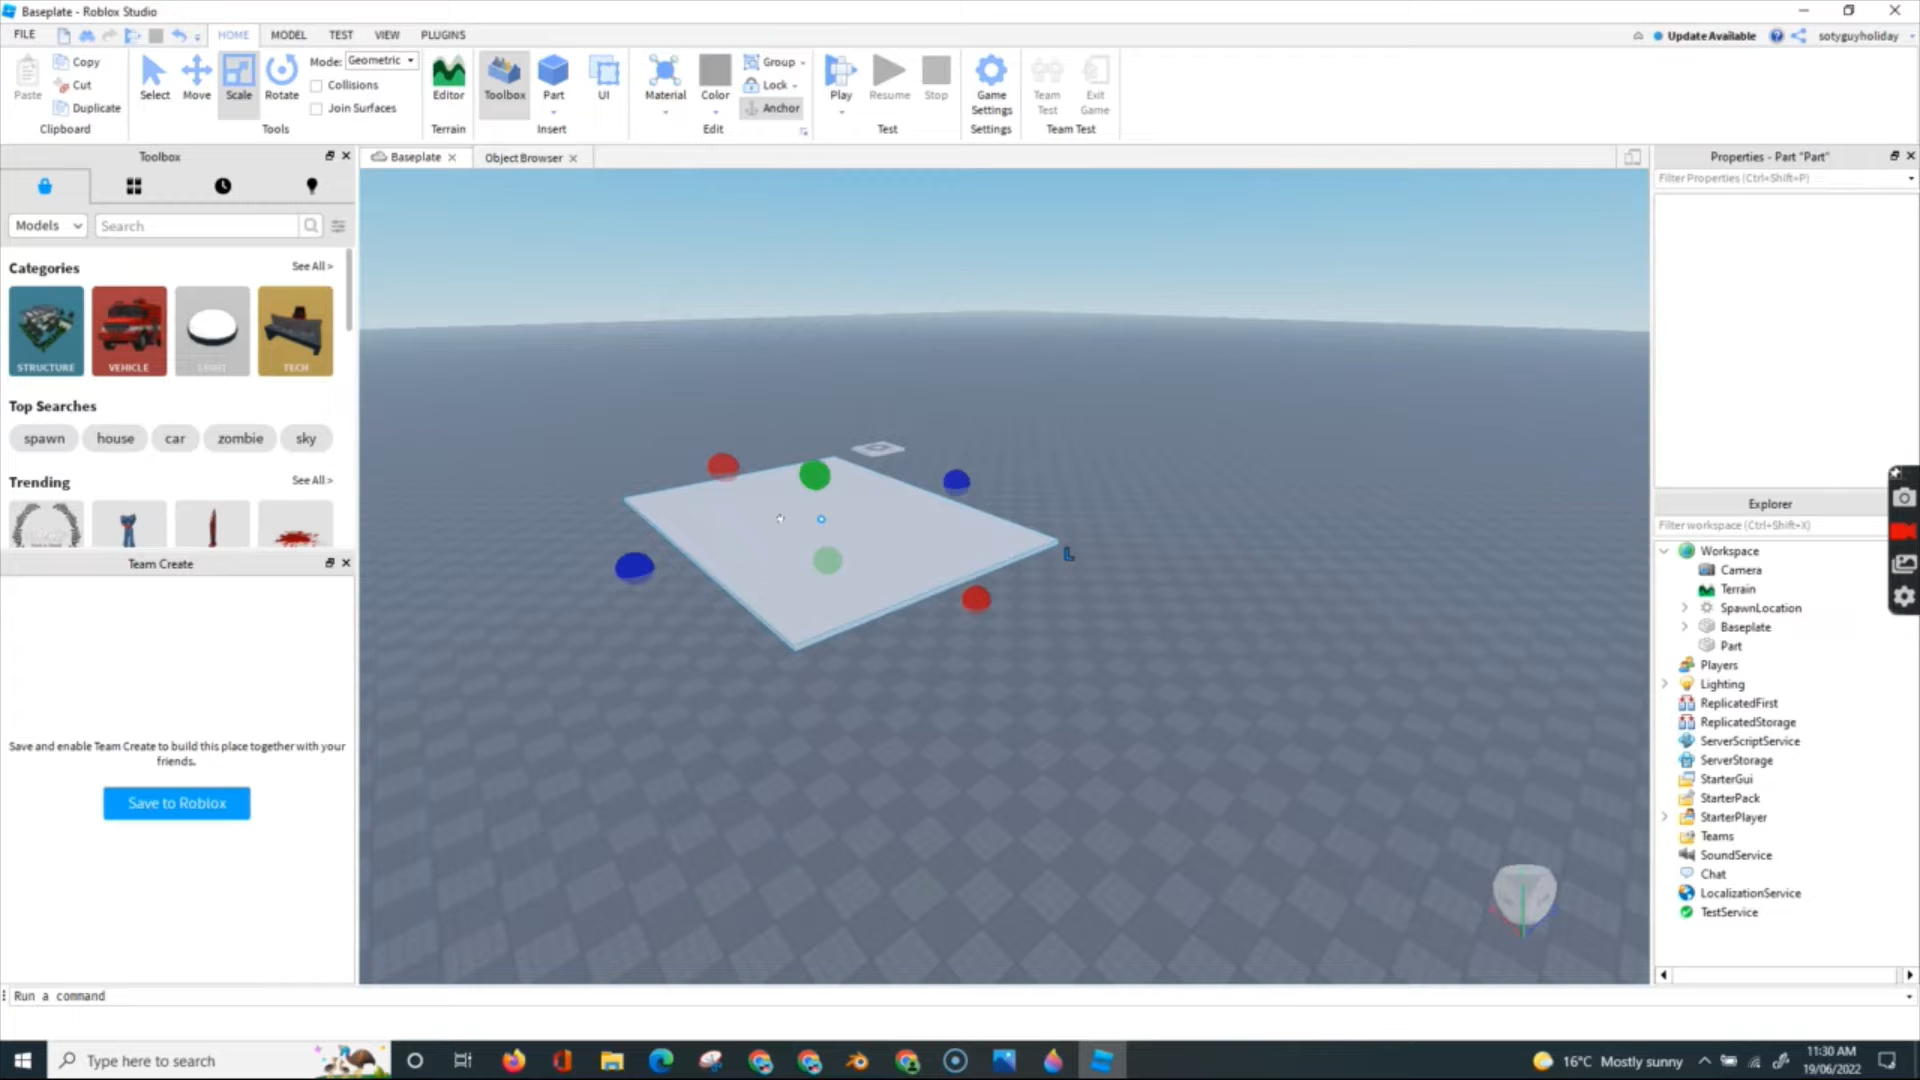 Baseplate - Roblox Studio
FILE HOME MODEL TEST VIEW PLUGINS
Update Available sotyguyholiday
Paste Copy Cut Duplicate
Clipboard
Select Move Scale Rotate
Mode: Geometric
Collisions
Join Surfaces
Tools
Editor
Terrain
Toolbox Part UI
Insert
Material Color
Group
Lock
Anchor
Edit
Play Resume Stop
Test
Game Settings
Settings
Team Test
Exit Game
Team Test
Toolbox
Models Search
Categories See All >
STRUCTURE VEHICLE LIGHT TECH
Top Searches
spawn house car zombie sky
Trending See All >
Team Create
Save and enable Team Create to build this place together with your
friends.
Save to Roblox
Baseplate
Object Browser
L
Properties - Part "Part"
Filter Properties (Ctrl+Shift+P)
Explorer
Filter workspace (Ctrl+Shift+X)
Workspace
Camera
Terrain
SpawnLocation
Baseplate
Part
Players
Lighting
ReplicatedFirst
ReplicatedStorage
ServerScriptService
ServerStorage
StarterGui
StarterPack
StarterPlayer
Teams
SoundService
Chat
LocalizationService
TestService
Run a command
Type here to search
16°C Mostly sunny
11:30 AM
19/06/2022